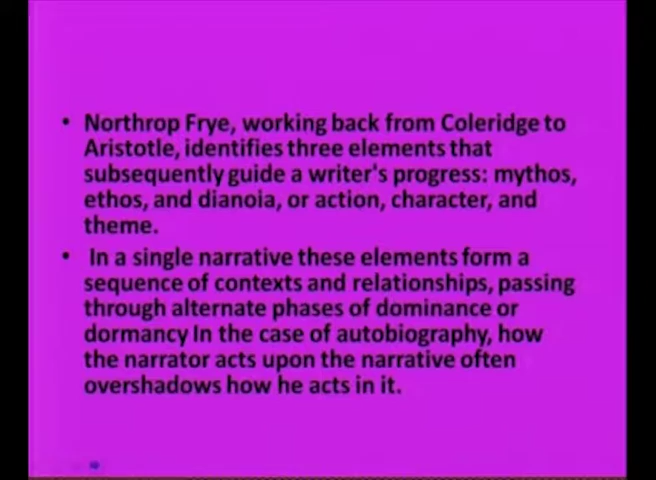 • Northrop Frye, working back from Coleridge to
Aristotle, identifies three elements that
subsequently guide a writer's progress: mythos,
ethos, and dianoia, or action, character, and
theme.
• In a single narrative these elements form a
sequence of contexts and relationships, passing
through alternate phases of dominance or
dormancy In the case of autobiography, how
the narrator acts upon the narrative often
overshadows how he acts in it.